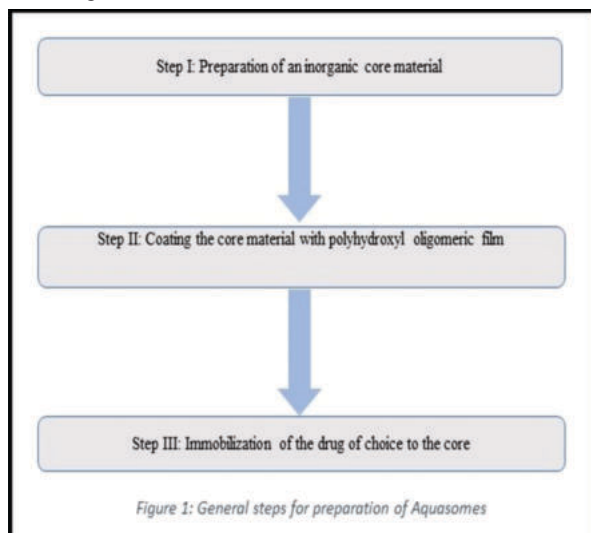 Step I: Preparation of an inorganic core material
Step II: Coating the core material with polyhydroxyl oligomeric film
Step III: Immobilization of the drug of choice to the core
Figure 1: General steps for preparation of Aquasomes